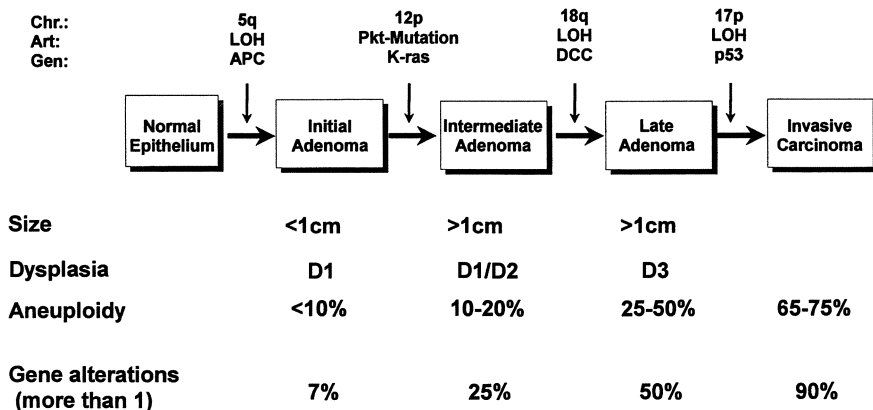 Chr.: 5q 12p 18q 17p
Art: LOH Pkt-Mutation LOH LOH
Gen: APC K-ras DCC p53
Normal Initial Intermediate Late Invasive
Epithelium Adenoma Adenoma Adenoma Carcinoma
Size <1cm >1cm >1cm
Dysplasia D1 D1/D2 D3
Aneuploidy <10% 10-20% 25-50% 65-75%
Gene alterations
(more than 1) 7% 25% 50% 90%